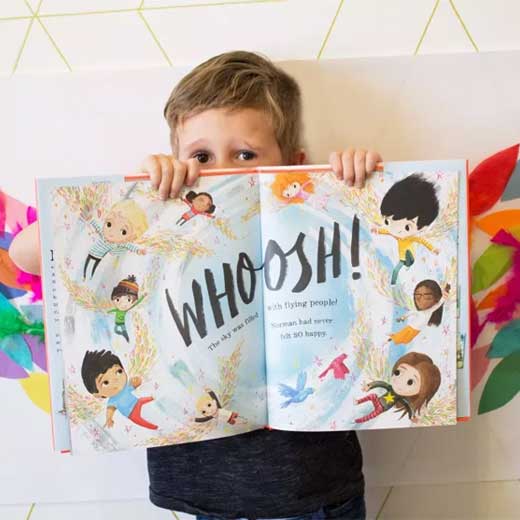 WHOOSH!
The sky was filled
with flying people!
Norman had never
felt SO happy.